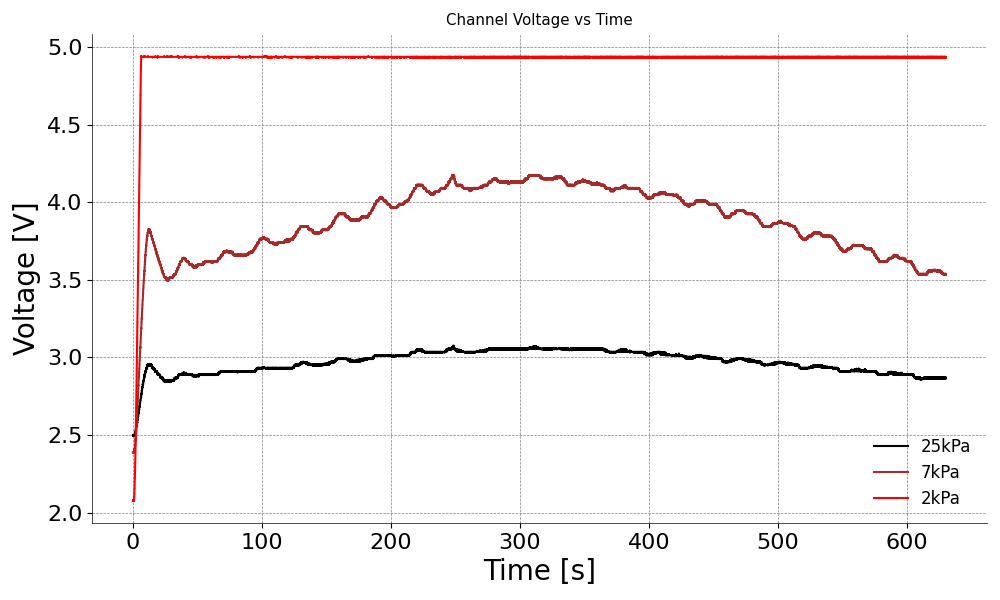 Channel Voltage vs Time
Voltage [V]
5.0
4.5
4.0
3.5
3.0
2.5
2.0
25kPa
7kPa
2kPa
0 100 200 300 400 500 600
Time [s]